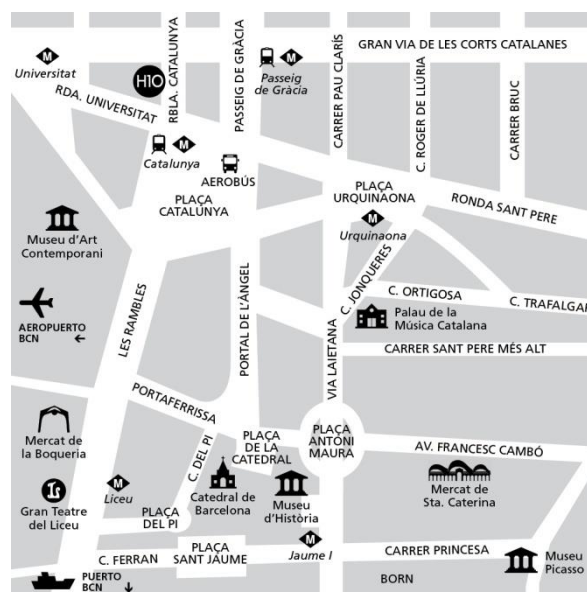 GRAN VIA DE LES CORTS CATALANES
M
Universitat
H10
RBLA. CATALUNYA
PASSEIG DE GRÀCIA
M
Passeig
de Gràcia
CARRER PAU CLARÍS
C. ROGER DE LLÚRIA
CARRER BRUC
RDA. UNIVERSITAT
M
Catalunya
AEROBÚS
PLAÇA
CATALUNYA
PLAÇA
URQUINAONA
RONDA SANT PERE
M
Urquinaona
Museu d'Art
Contemporani
C. JONQUERES
C. ORTIGOSA
C. TRAFALGAR
AEROPUERTO
BCN ←
LES RAMBLES
PORTAL DE L'ÀNGEL
Palau de la
Música Catalana
VIA LAIETANA
CARRER SANT PERE MÉS ALT
PORTAFERRISSA
Mercat de
la Boqueria
C. DEL PI
PLAÇA
DE LA
CATEDRAL
PLAÇA
ANTONI
MAURA
AV. FRANCESC CAMBÓ
Gran Teatre
del Liceu
M
Liceu
PLAÇA
DEL PI
Catedral de
Barcelona
Museu
d'Història
Mercat de
Sta. Caterina
C. FERRAN
PLAÇA
SANT JAUME
M
Jaume I
CARRER PRINCESA
Museu
Picasso
PUERTO
BCN ↓
BORN